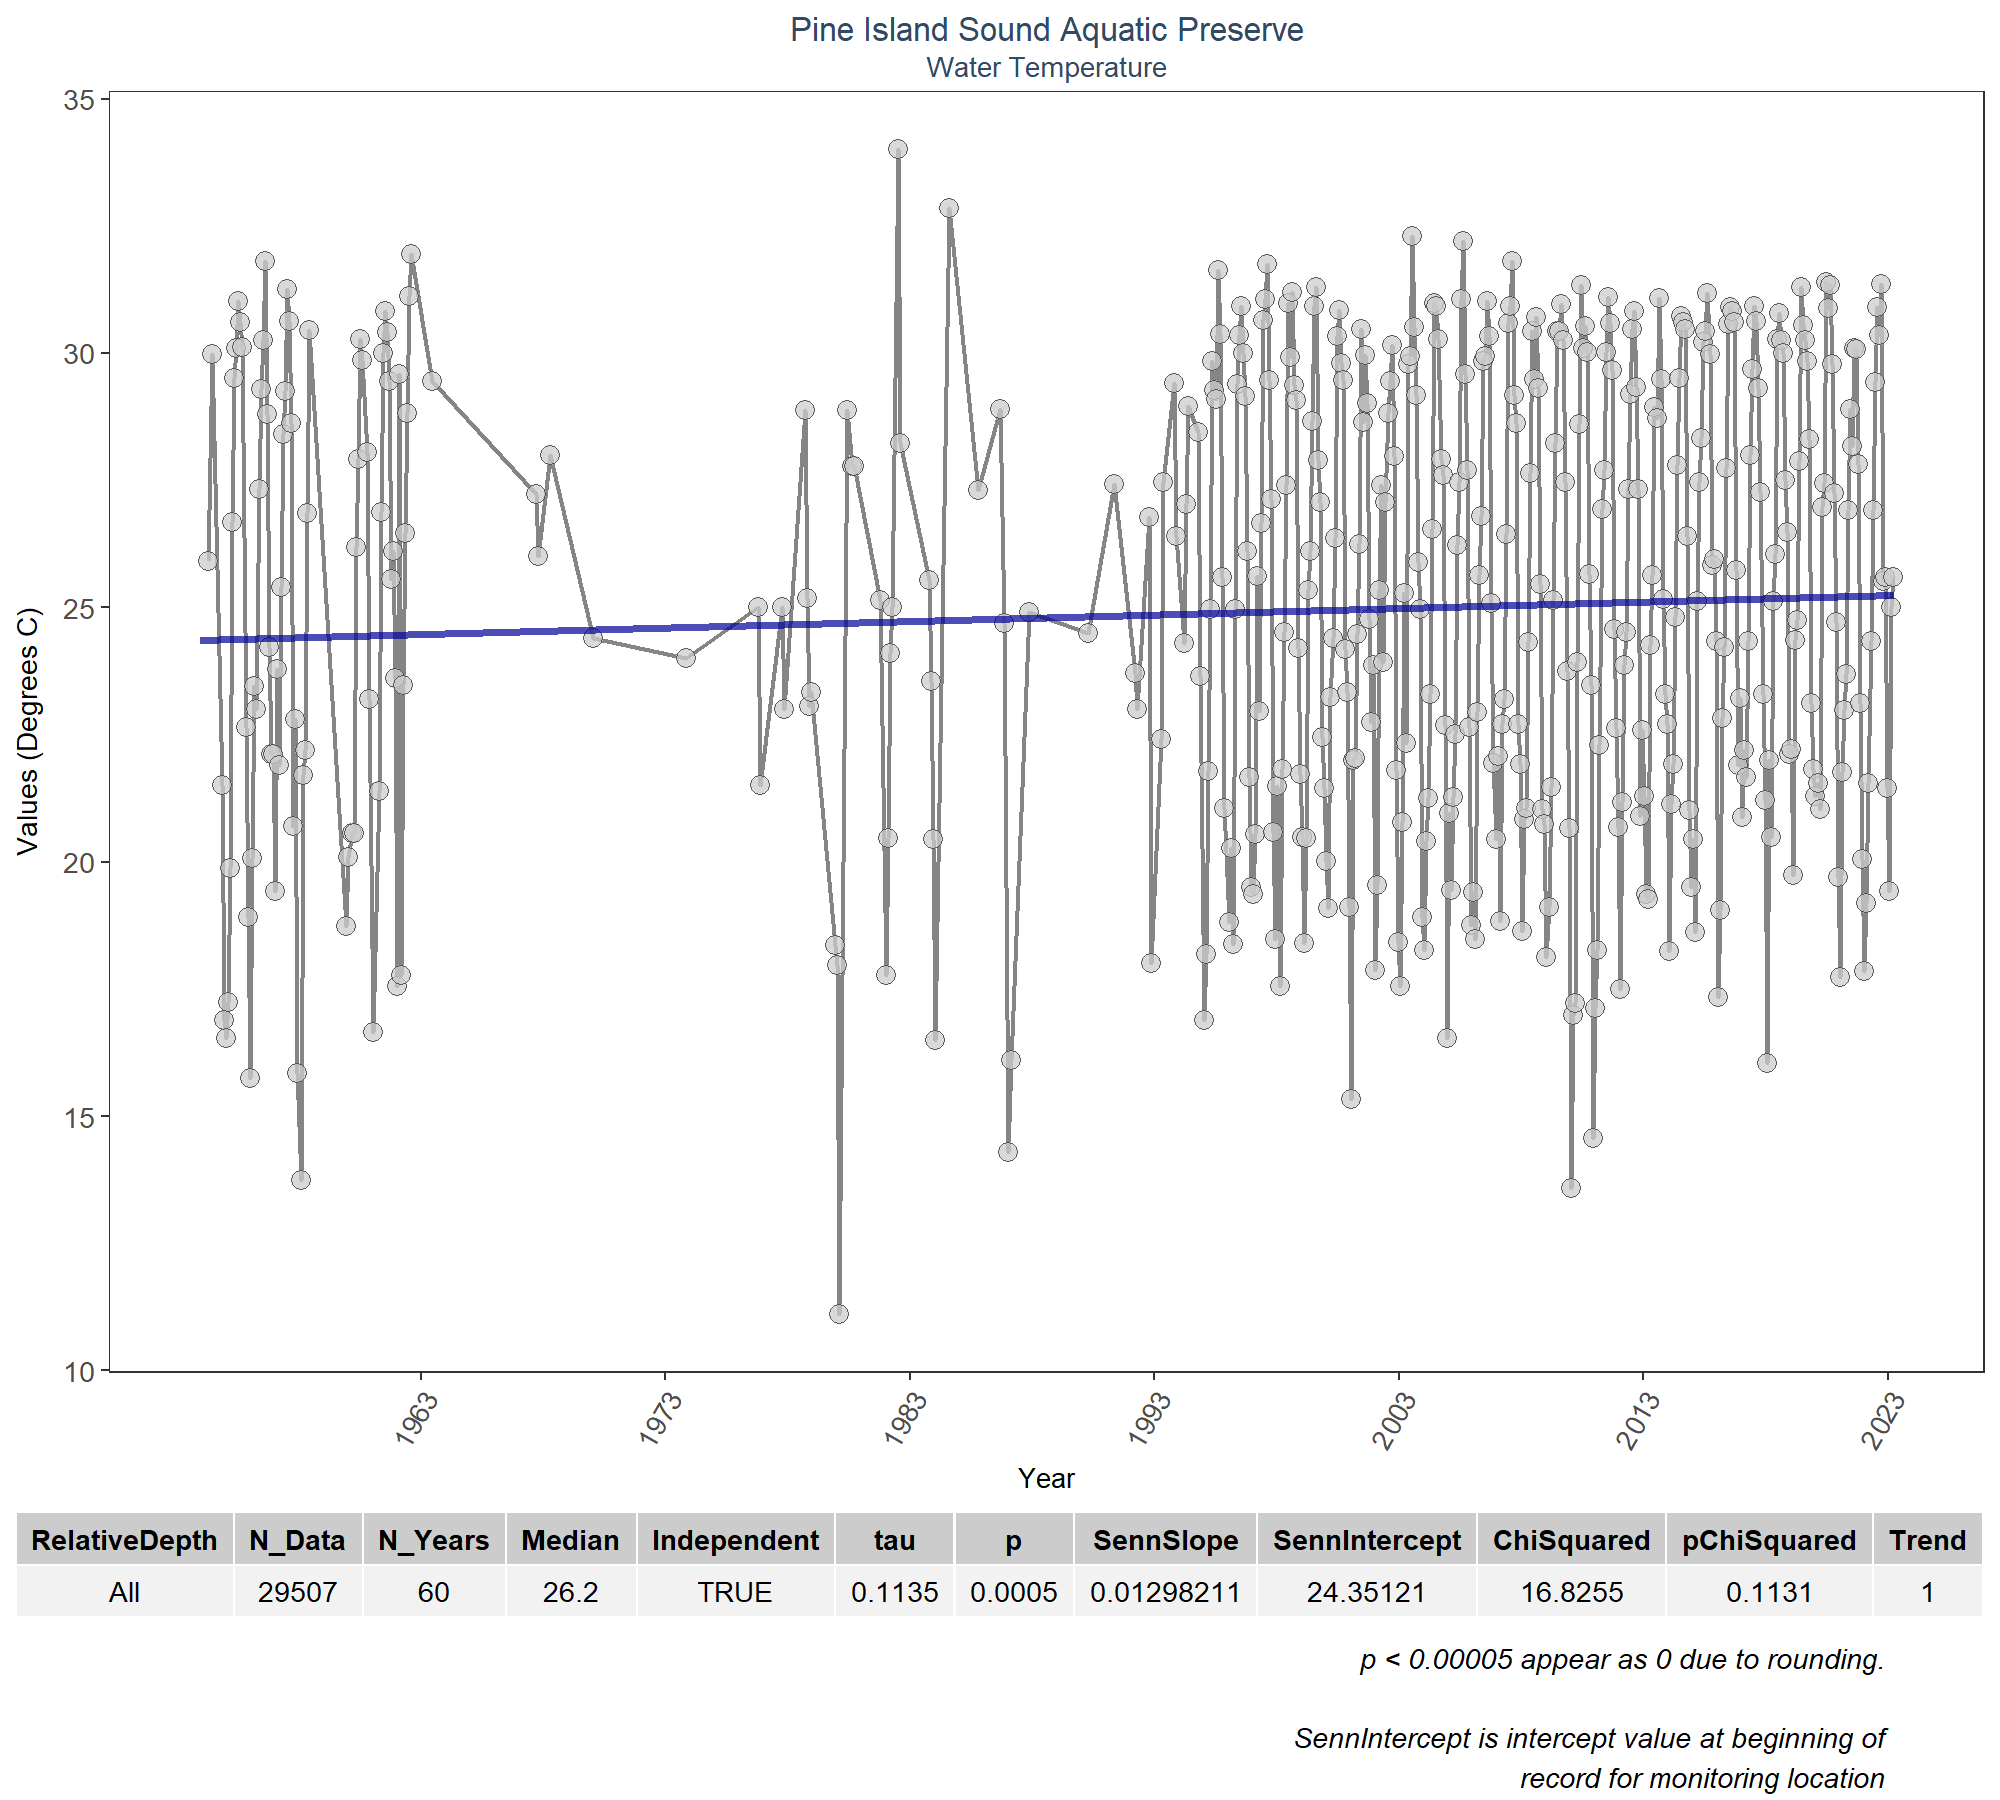 Pine Island Sound Aquatic Preserve
Water Temperature
Values (Degrees C)
35
30
25
20
15
10
1963
1973
1983
1993
2003
2013
2023
Year
RelativeDepth N_Data N_Years Median Independent tau p SennSlope SennIntercept ChiSquared pChiSquared Trend
All 29507 60 26.2 TRUE 0.1135 0.0005 0.01298211 24.35121 16.8255 0.1131 1
p < 0.00005 appear as 0 due to rounding.
SennIntercept is intercept value at beginning of
record for monitoring location